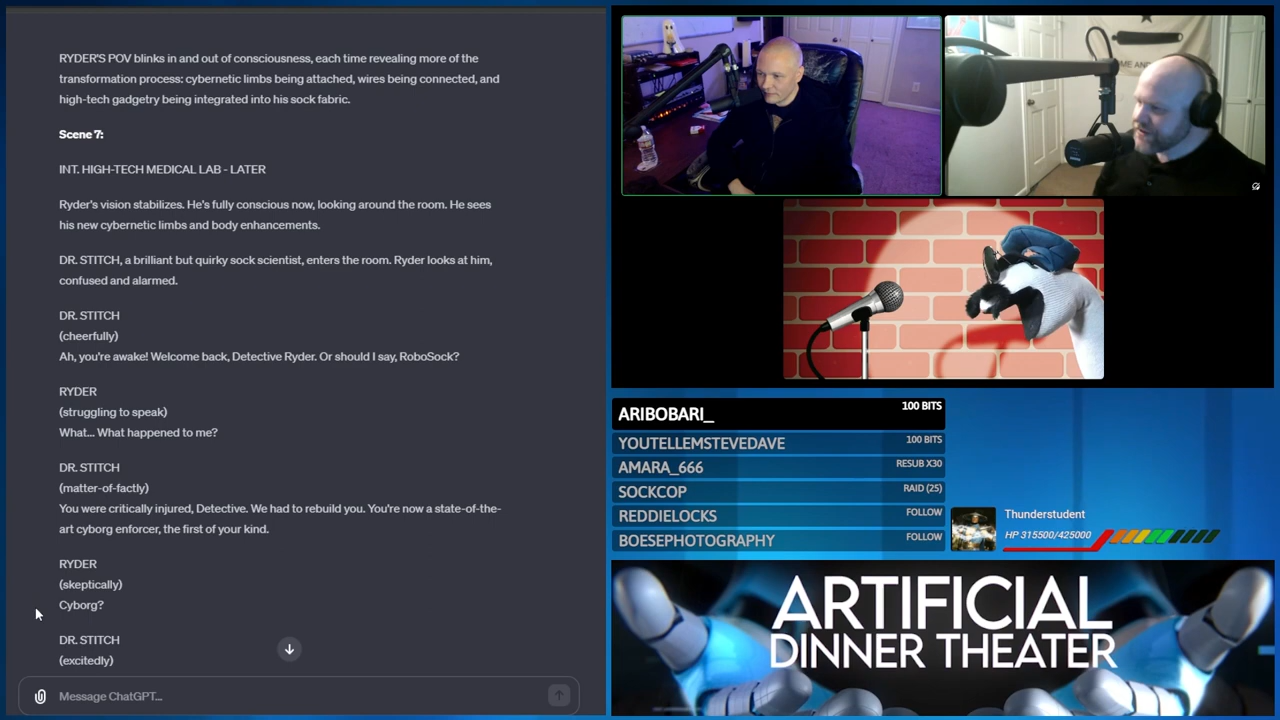 RYDER'S POV blinks in and out of consciousness, each time revealing more of the
transformation process: cybernetic limbs being attached, wires being connected, and
high-tech gadgetry being integrated into his sock fabric.
Scene 7:
INT. HIGH-TECH MEDICAL LAB - LATER
Ryder's vision stabilizes. He's fully conscious now, looking around the room. He sees
his new cybernetic limbs and body enhancements.
DR. STITCH, a brilliant but quirky sock scientist, enters the room. Ryder looks at him,
confused and alarmed.
DR. STITCH
(cheerfully)
Ah, you're awake! Welcome back, Detective Ryder. Or should I say, RoboSock?
RYDER
(struggling to speak)
What... What happened to me?
DR. STITCH
(matter-of-factly)
You were critically injured, Detective. We had to rebuild you. You're now a state-of-the-
art cyborg enforcer, the first of your kind.
RYDER
(skeptically)
Cyborg?
DR. STITCH
(excitedly)
Message ChatGPT...
ARIBOBARI_ 100 BITS
YOUTELLEMSTEVEDAVE 100 BITS
AMARA_666 RESUB X30
SOCKCOP RAID (25)
REDDIELOCKS FOLLOW
BOESEPHOTOGRAPHY FOLLOW
Thunderstudent
HP 315500/425000
ARTIFICIAL
DINNER THEATER